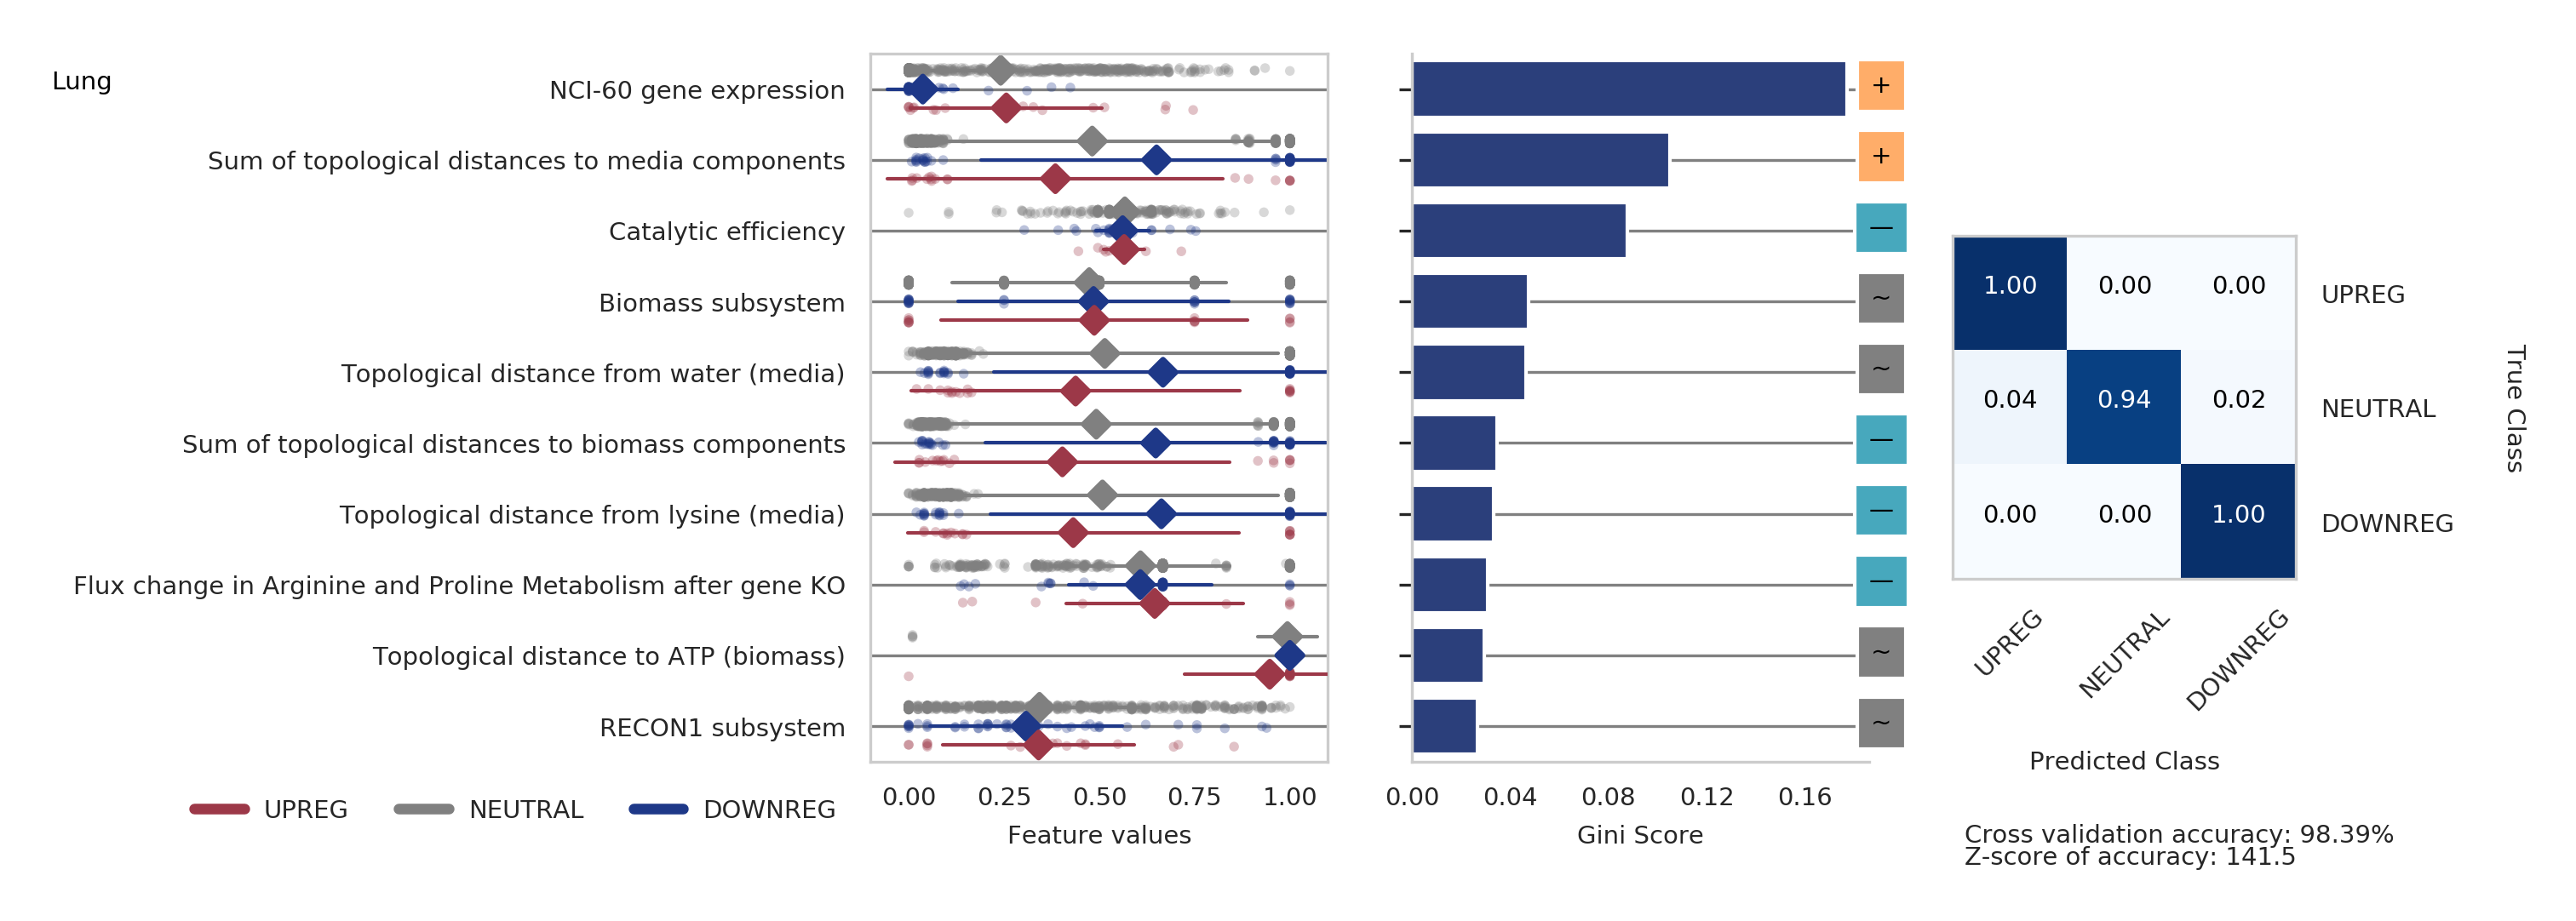 Lung
NCI-60 gene expression
Sum of topological distances to media components
Catalytic efficiency
Biomass subsystem
Topological distance from water (media)
Sum of topological distances to biomass components
Topological distance from lysine (media)
Flux change in Arginine and Proline Metabolism after gene KO
Topological distance to ATP (biomass)
RECON1 subsystem
UPREG NEUTRAL DOWNREG
0.00 0.25 0.50 0.75 1.00
Feature values
+
+
—
~
~
—
—
—
~
~
0.00 0.04 0.08 0.12 0.16
Gini Score
1.00 0.00 0.00 UPREG
0.04 0.94 0.02 NEUTRAL
0.00 0.00 1.00 DOWNREG
True Class
UPREG NEUTRAL DOWNREG
Predicted Class
Cross validation accuracy: 98.39%
Z-score of accuracy: 141.5